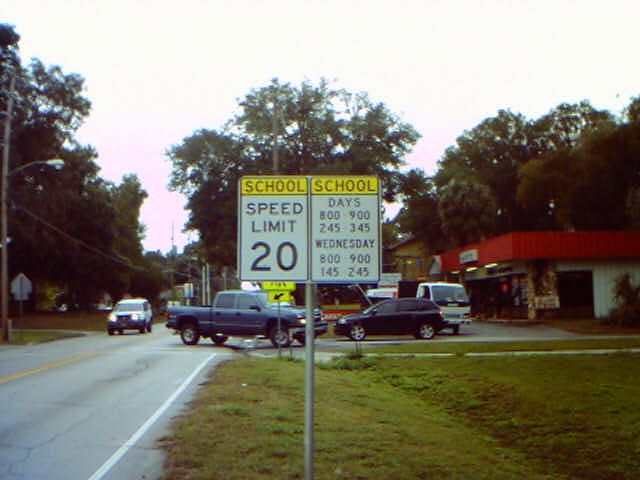 SCHOOL
SPEED
LIMIT
20
SCHOOL
DAYS
800 - 900
245 - 345
WEDNESDAY
800 - 900
145 - 245